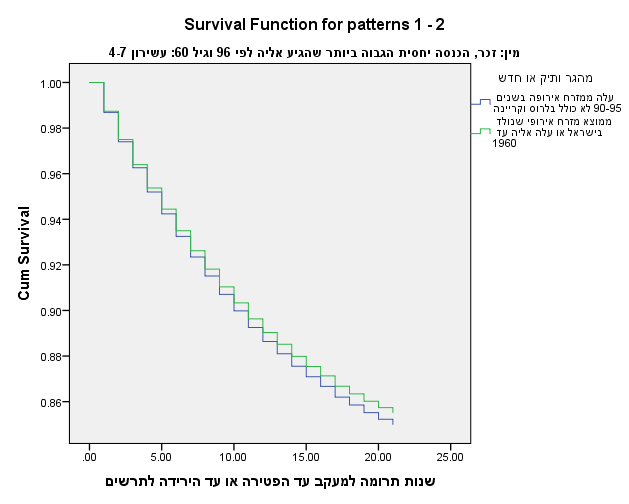 Survival Function for patterns 1 - 2
מין: זכר, הכנסה יחסית הגבוה ביותר שהגיע אליה לפי 96 וגיל 60: עשירון 4-7
מהגר ותיק או חדש
עלה ממזרח אירופה בשנים
90-95 לא כולל בלרוס וקריינה
ממוצא מזרח אירופי שנולד
בישראל או עלה אליה עד
1960
Cum Survival
1.00
0.98
0.96
0.94
0.92
0.90
0.88
0.86
.00
5.00
10.00
15.00
20.00
25.00
שנות תרומה למעקב עד הפטירה או עד הירידה לתרשים